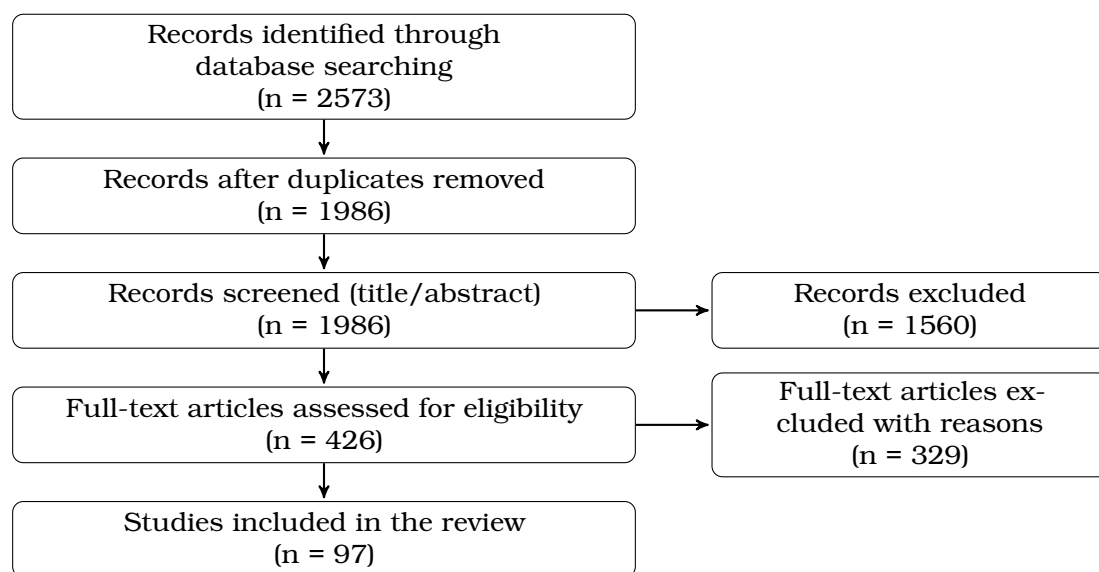 Records identified through
database searching
(n = 2573)
Records after duplicates removed
(n = 1986)
Records screened (title/abstract)
(n = 1986)
Records excluded
(n = 1560)
Full-text articles assessed for eligibility
(n = 426)
Full-text articles ex-
cluded with reasons
(n = 329)
Studies included in the review
(n = 97)